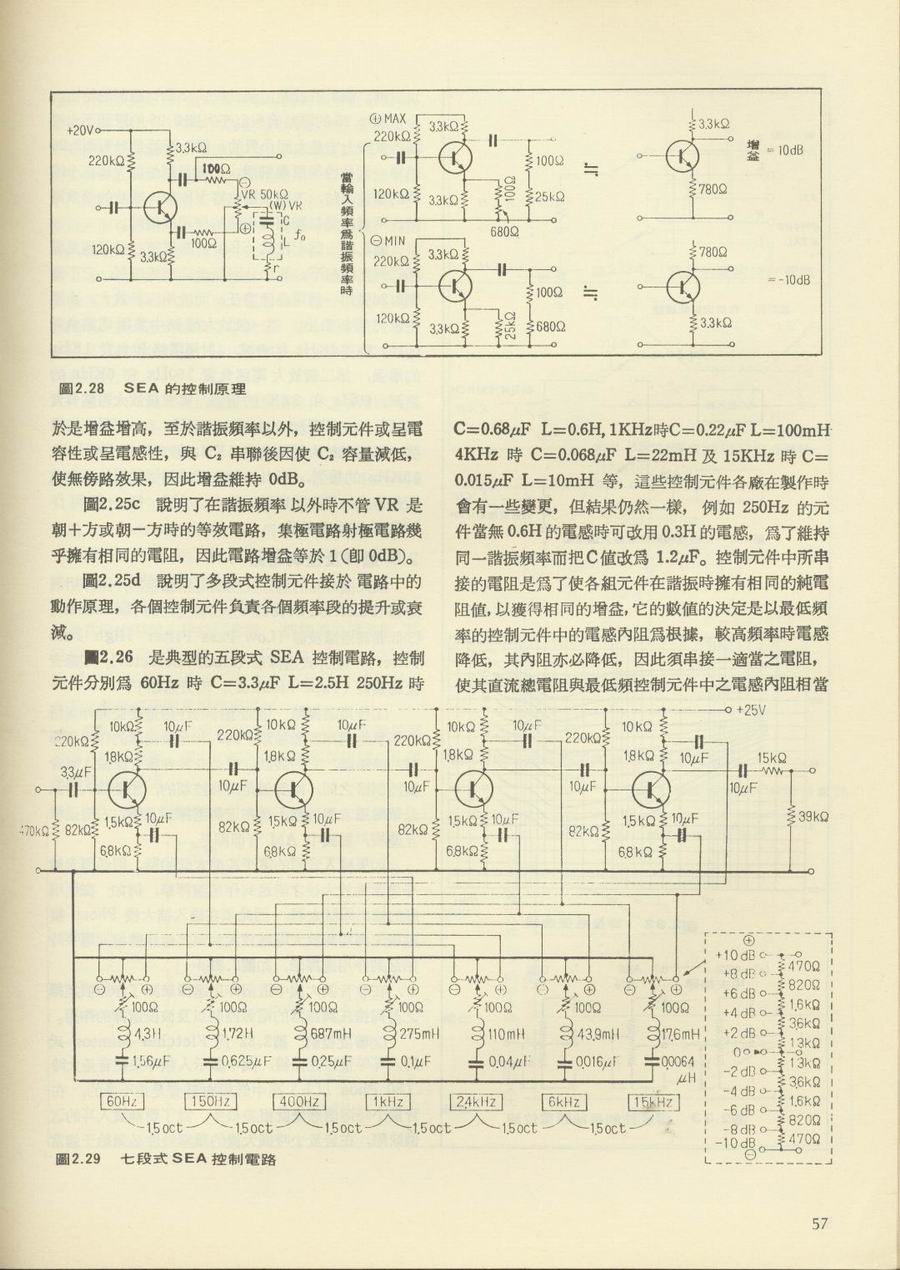 +20V
220kΩ
3.3kΩ
100Ω
⊖
VR 50kΩ
(W) VR
⊕
C
L
f₀
100Ω
120kΩ
3.3kΩ
r
當輸入頻率爲諧振頻率時
⊕ MAX
220kΩ
3.3kΩ
100Ω
120kΩ
3.3kΩ
100Ω
25kΩ
680Ω
≒
3.3kΩ
780Ω
增益 = 10dB
⊖ MIN
220kΩ
3.3kΩ
100Ω
120kΩ
3.3kΩ
25kΩ
680Ω
≒
780Ω
3.3kΩ
=-10dB
圖2.28 SEA 的控制原理
於是增益增高，至於諧振頻率以外，控制元件或呈電
容性或呈電感性，與 C₂ 串聯後因使 C₂ 容量減低，
使無傍路效果，因此增益維持 0dB。
圖2.25c 說明了在諧振頻率以外時不管 VR 是
朝＋方或朝－方時的等效電路，集極電路射極電路幾
乎擁有相同的電阻，因此電路增益等於 1（卽 0dB）。
圖2.25d 說明了多段式控制元件接於 電路中的
動作原理，各個控制元件負責各個頻率段的提升或衰
減。
圖2.26 是典型的五段式 SEA 控制電路，控制
元件分別爲 60Hz 時 C=3.3μF L=2.5H 250Hz 時
C=0.68μF L=0.6H, 1KHz時C=0.22μF L=100mH
4KHz 時 C=0.068μF L=22mH 及 15KHz 時 C=
0.015μF L=10mH 等，這些控制元件各廠在製作時
會有一些變更，但結果仍然一樣，例如 250Hz 的元
件當無 0.6H 的電感時可改用 0.3H 的電感，爲了維持
同一諧振頻率而把C値改爲 1.2μF。控制元件中所串
接的電阻是爲了使各組元件在諧振時擁有相同的純電
阻值，以獲得相同的增益，它的數值的決定是以最低頻
率的控制元件中的電感內阻爲根據，較高頻率時電感
降低，其內阻亦必降低，因此須串接一適當之電阻，
使其直流總電阻與最低頻控制元件中之電感內阻相當
+25V
10kΩ
10μF
10kΩ
10μF
10kΩ
10μF
10kΩ
220kΩ
220kΩ
220kΩ
220kΩ
1.8kΩ
1.8kΩ
1.8kΩ
1.8kΩ
10μF
15kΩ
3.3μF
10μF
10μF
10μF
10μF
470kΩ
82kΩ
1.5kΩ
10μF
82kΩ
1.5kΩ
10μF
82kΩ
1.5kΩ
10μF
82kΩ
1.5kΩ
10μF
39kΩ
6.8kΩ
6.8kΩ
6.8kΩ
6.8kΩ
⊖ ⊕ ⊖ ⊕ ⊖ ⊕ ⊖ ⊕ ⊖ ⊕ ⊖ ⊕ ⊖ ⊕
100Ω 100Ω 100Ω 100Ω 100Ω 100Ω 100Ω
4.3H 1.72H 687mH 275mH 110mH 43.9mH 17.6mH
1.56μF 0.625μF 0.25μF 0.1μF 0.04μF 0.016μF 0.0064
μH
60Hz 150Hz 400Hz 1kHz 2.4kHz 6kHz 15kHz
1.5oct 1.5oct 1.5oct 1.5oct 1.5oct 1.5oct
⊕
+10 dB
470Ω
+8 dB
820Ω
+6 dB
1.6kΩ
+4 dB
3.6kΩ
+2 dB
13kΩ
0
13kΩ
-2 dB
3.6kΩ
-4 dB
1.6kΩ
-6 dB
820Ω
-8 dB
470Ω
-10 dB
⊖
圖2.29 七段式 SEA 控制電路
57